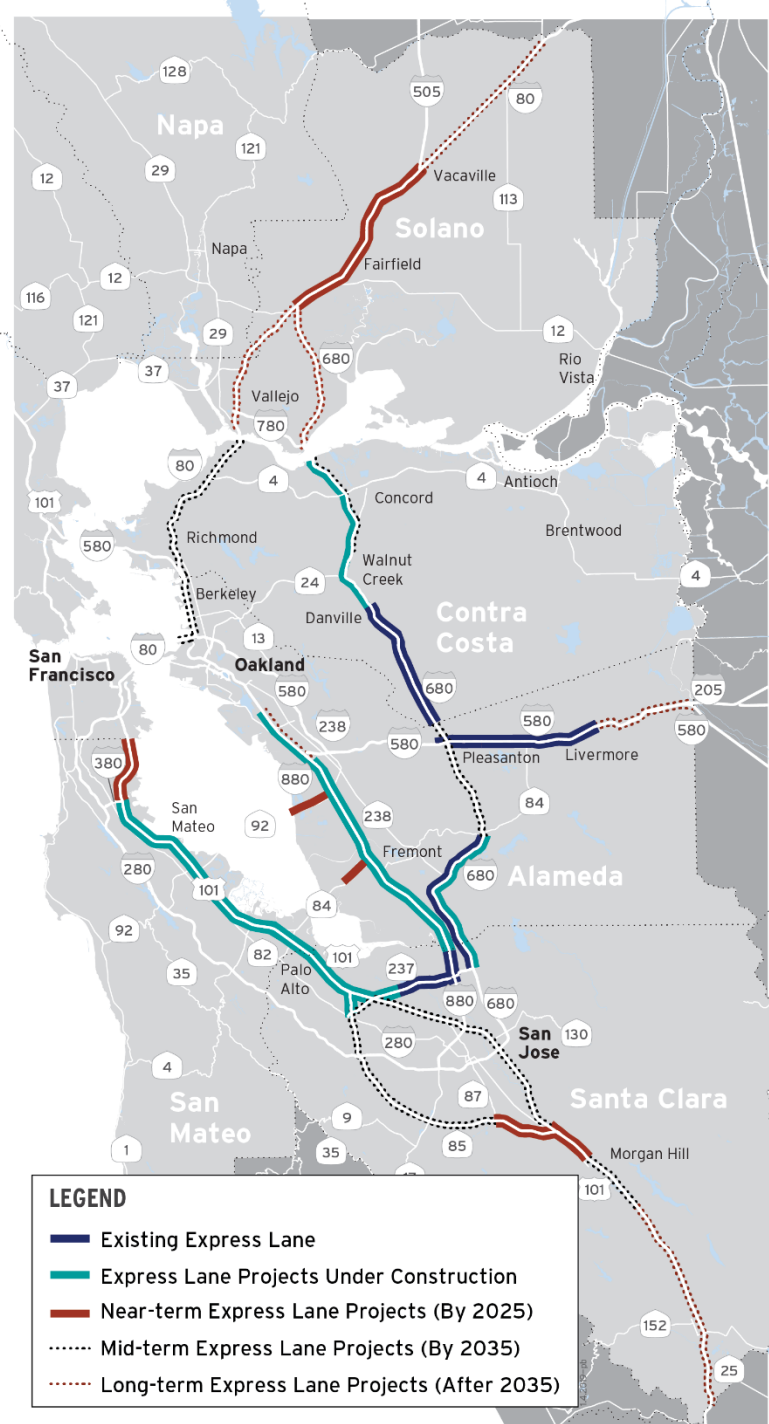 128
505
80
Napa
29
121
12
Vacaville
113
Solano
Napa
Fairfield
12
116
121
29
12
37
37
680
Rio
Vista
Vallejo
780
80
4
4
Antioch
101
Concord
580
Richmond
Brentwood
Walnut
Creek
24
4
Berkeley
Danville
Contra
Costa
13
80
San
Francisco
Oakland
580
680
205
238
580
580
580
Pleasanton
Livermore
380
880
84
San
Mateo
92
238
Fremont
280
680
Alameda
101
84
92
82
101
35
Palo
Alto
237
880
680
280
San
Jose
130
4
87
Santa Clara
San
Mateo
9
85
1
35
Morgan Hill
101
LEGEND
Existing Express Lane
Express Lane Projects Under Construction
Near-term Express Lane Projects (By 2025)
Mid-term Express Lane Projects (By 2035)
Long-term Express Lane Projects (After 2035)
152
25